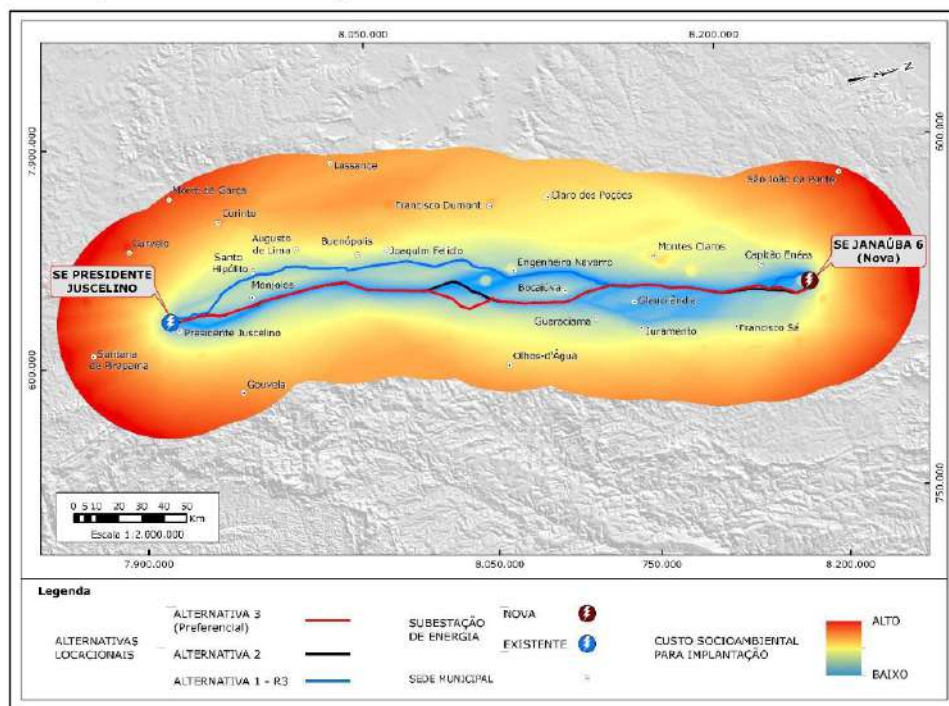 8.050.000
8.200.000
N
7.900.000
600.000
Lassance
São João da Ponte
Morro da Garça
Claro dos Poções
Francisco Dumont
Corinto
Curvelo
Augusto
de Lima
Buenópolis
Joaquim Felício
Montes Claros
Capitão Enéas
SE JANAÚBA 6
(Nova)
SE PRESIDENTE
JUSCELINO
Santo
Hipólito
Engenheiro Navarro
Monjolos
Bocaiúva
Glaucilândia
Presidente Juscelino
Guaraciama
Juramento
Francisco Sá
Santana
de Pirapama
Olhos-d'Água
600.000
Gouveia
750.000
0 5 10 20 30 40 50
Km
Escala 1:2.000.000
7.900.000
8.050.000
750.000
8.200.000
Legenda
ALTERNATIVAS
LOCACIONAIS
ALTERNATIVA 3
(Preferencial)
ALTERNATIVA 2
ALTERNATIVA 1 - R3
SUBESTAÇÃO
DE ENERGIA
NOVA
EXISTENTE
SEDE MUNICIPAL
CUSTO SOCIOAMBIENTAL
PARA IMPLANTAÇÃO
ALTO
BAIXO